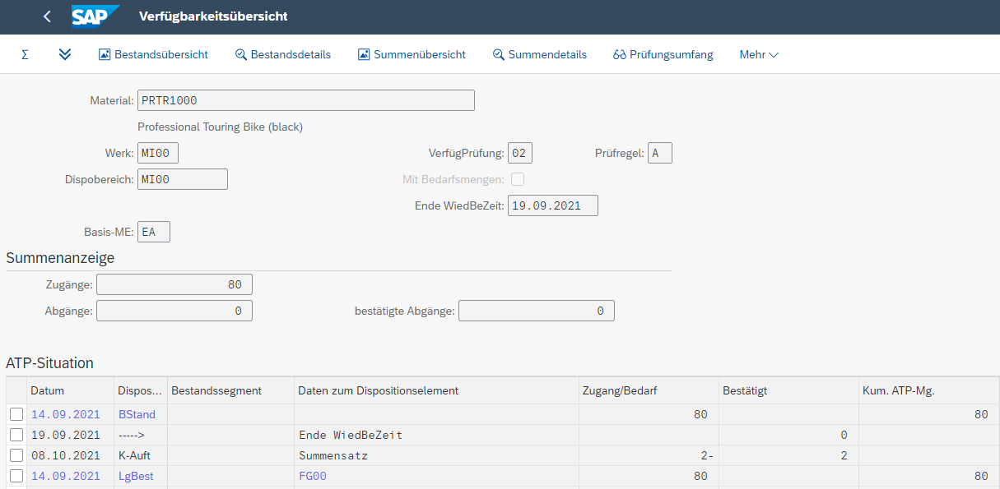 SAP Verfügbarkeitsübersicht
Σ Bestandsübersicht Bestandsdetails Summenübersicht Summendetails Prüfungsumfang Mehr
Material: PRTR1000
Professional Touring Bike (black)
Werk: MI00 VerfügPrüfung: 02 Prüfregel: A
Dispobereich: MI00 Mit Bedarfsmengen:
Ende WiedBeZeit: 19.09.2021
Basis-ME: EA
Summenanzeige
Zugänge: 80
Abgänge: 0 bestätigte Abgänge: 0
ATP-Situation
Datum Dispos... Bestandssegment Daten zum Dispositionselement Zugang/Bedarf Bestätigt Kum. ATP-Mg.
14.09.2021 BStand 80 80
19.09.2021 -----> Ende WiedBeZeit 0
08.10.2021 K-Auft Summensatz 2- 2
14.09.2021 LgBest FG00 80 80